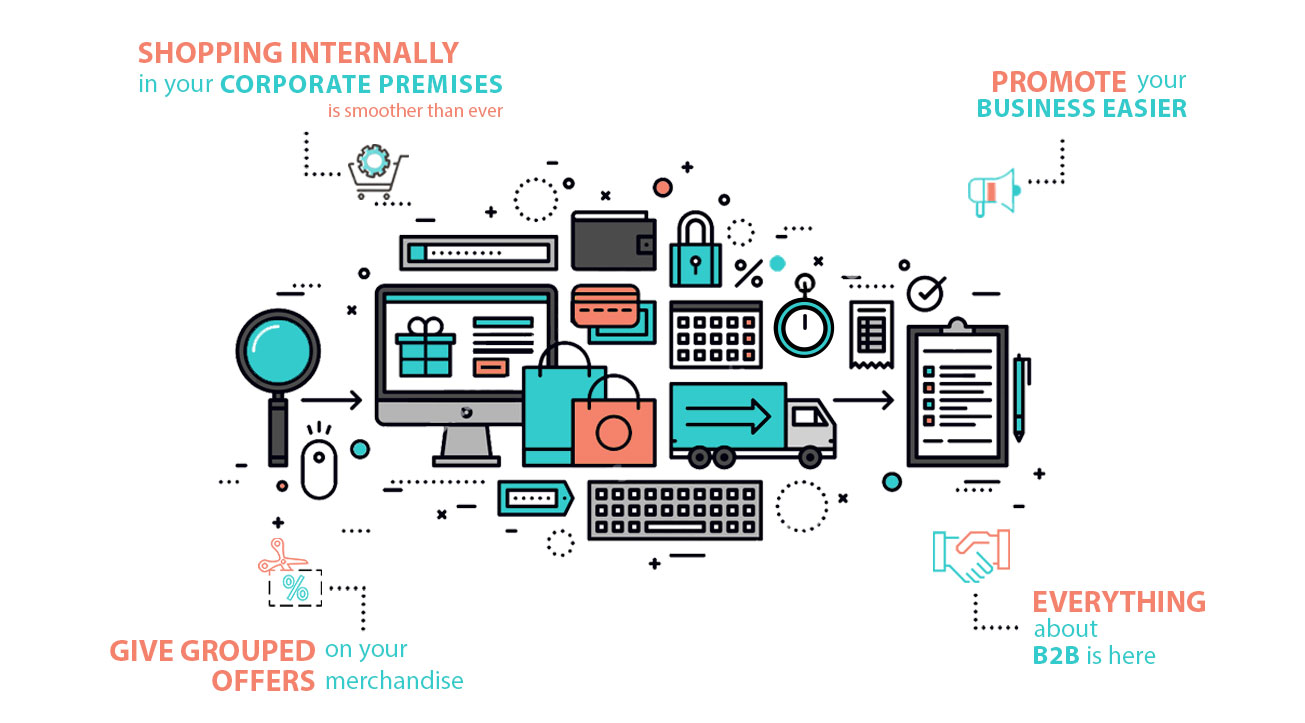 SHOPPING INTERNALLY
in your CORPORATE PREMISES
is smoother than ever
PROMOTE your
BUSINESS EASIER
%
%
GIVE GROUPED on your
OFFERS merchandise
EVERYTHING
about
B2B is here